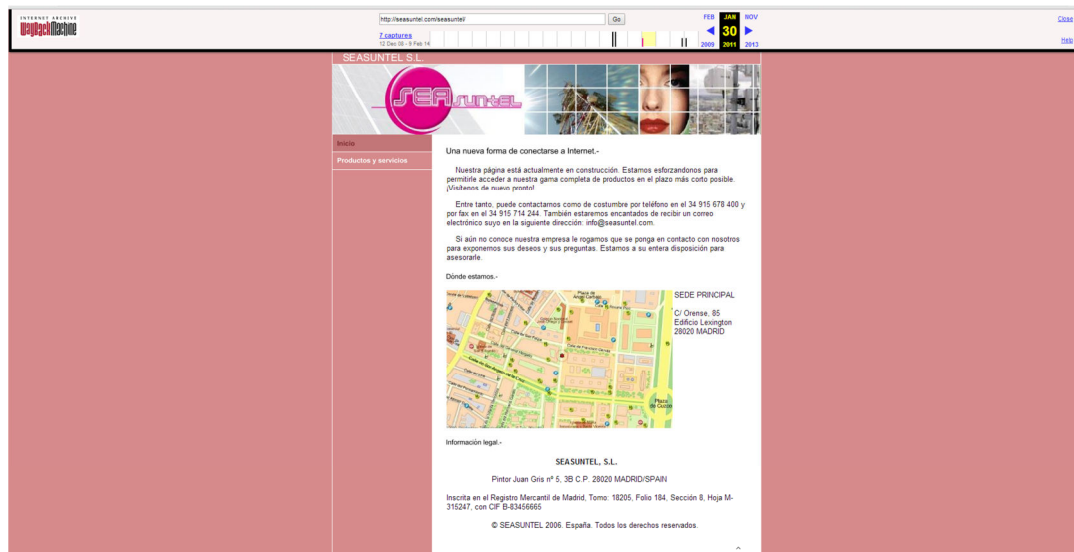 INTERNET ARCHIVE
WayBackMachine
http://seasuntel.com/seasuntel/
Go
7 captures
12 Dec 08 - 9 Feb 14
FEB JAN NOV
30
2009 2011 2013
Close
Help
SEASUNTEL S.L.
SEASUNTEL
Inicio
Productos y servicios
Una nueva forma de conectarse a Internet.-
Nuestra página está actualmente en construcción. Estamos esforzandonos para
permitirle acceder a nuestra gama completa de productos en el plazo más corto posible.
¡Visítenos de nuevo pronto!
Entre tanto, puede contactarnos como de costumbre por teléfono en el 34 915 678 400 y
por fax en el 34 915 714 244. También estaremos encantados de recibir un correo
electrónico suyo en la siguiente dirección: info@seasuntel.com.
Si aún no conoce nuestra empresa le rogamos que se ponga en contacto con nosotros
para exponernos sus deseos y sus preguntas. Estamos a su entera disposición para
asesorarle.
Dónde estamos.-
Plaza de
Plaza
de Cuzco
SEDE PRINCIPAL
C/ Orense, 85
Edificio Lexington
28020 MADRID
Información legal.-
SEASUNTEL, S.L.
Pintor Juan Gris nº 5, 3B C.P. 28020 MADRID/SPAIN
Inscrita en el Registro Mercantil de Madrid, Tomo: 18205, Folio 184, Sección 8, Hoja M-
315247, con CIF B-83456665
© SEASUNTEL 2006. España. Todos los derechos reservados.